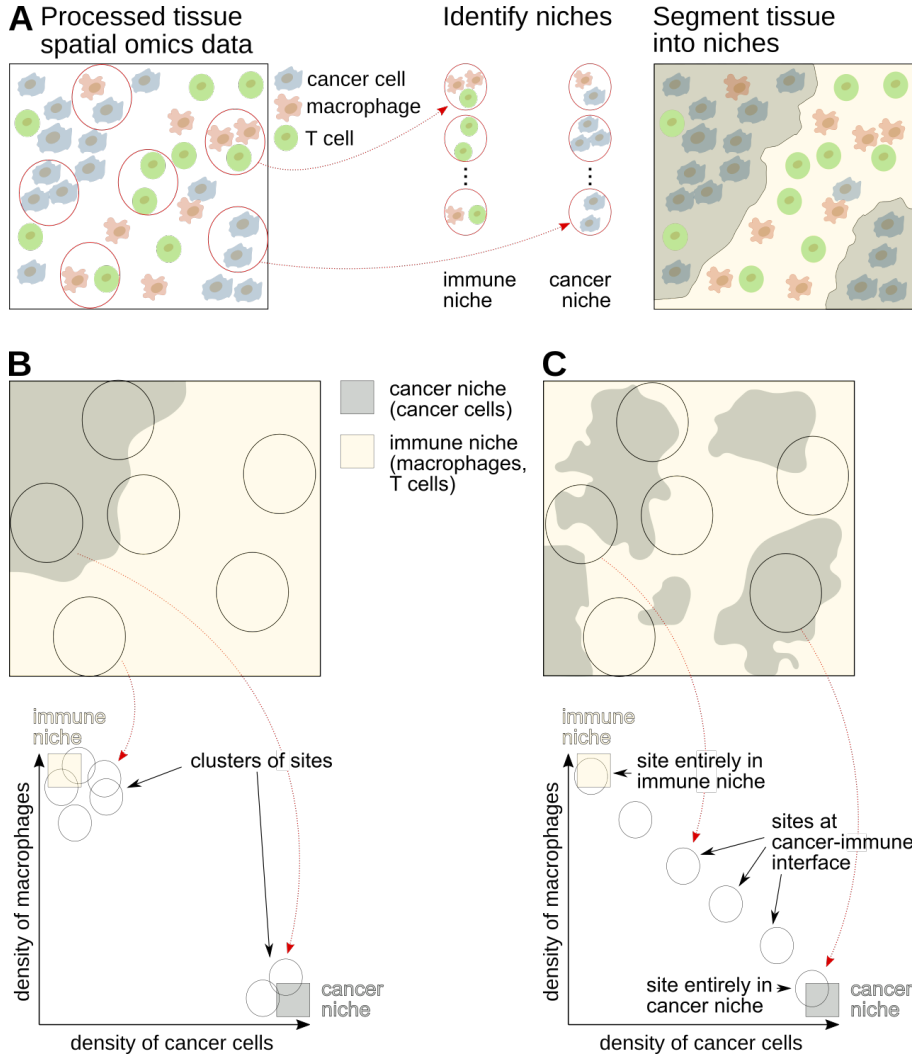 A Processed tissue
spatial omics data
Identify niches
Segment tissue
into niches
cancer cell
macrophage
T cell
immune
niche
cancer
niche
B
cancer niche
(cancer cells)
immune niche
(macrophages,
T cells)
C
immune
niche
clusters of sites
density of macrophages
cancer
niche
density of cancer cells
immune
niche
site entirely in
immune niche
sites at
cancer-immune
interface
density of macrophages
site entirely in
cancer niche
cancer
niche
density of cancer cells